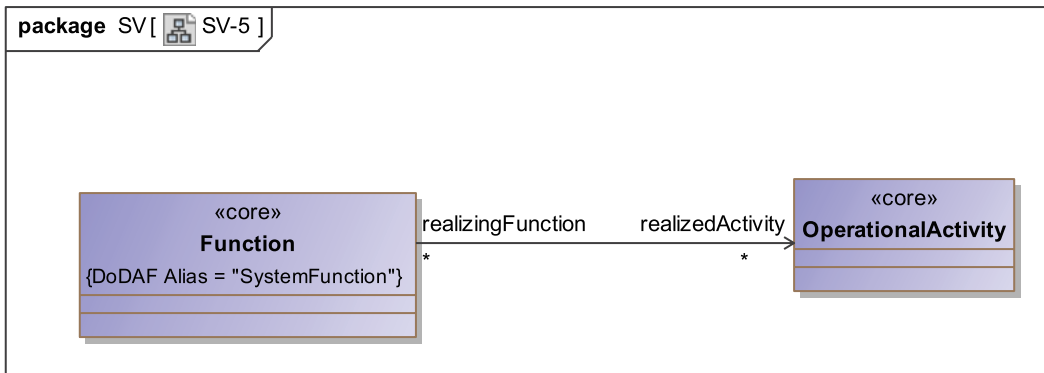 package SV[ SV-5 ]
«core»
Function
{DoDAF Alias = "SystemFunction"}
realizingFunction
*
realizedActivity
*
«core»
OperationalActivity